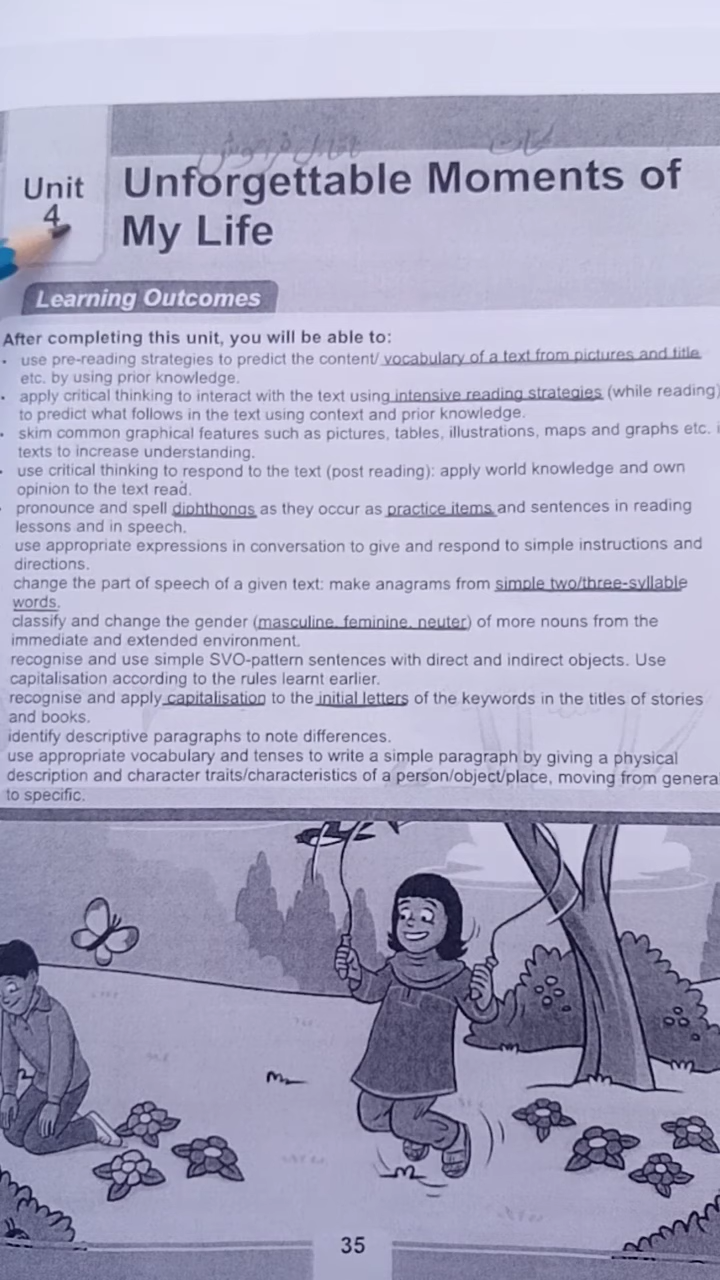 ناقابل فراموش لمحات
Unit
4
Unforgettable Moments of
My Life
Learning Outcomes
After completing this unit, you will be able to:
• use pre-reading strategies to predict the content/ vocabulary of a text from pictures and title
etc. by using prior knowledge.
• apply critical thinking to interact with the text using intensive reading strategies (while reading)
to predict what follows in the text using context and prior knowledge.
• skim common graphical features such as pictures, tables, illustrations, maps and graphs etc.
texts to increase understanding.
• use critical thinking to respond to the text (post reading): apply world knowledge and own
opinion to the text read.
• pronounce and spell diphthongs as they occur as practice items and sentences in reading
lessons and in speech.
use appropriate expressions in conversation to give and respond to simple instructions and
directions.
change the part of speech of a given text: make anagrams from simple two/three-syllable
words.
classify and change the gender (masculine, feminine, neuter) of more nouns from the
immediate and extended environment.
recognise and use simple SVO-pattern sentences with direct and indirect objects. Use
capitalisation according to the rules learnt earlier.
recognise and apply capitalisation to the initial letters of the keywords in the titles of stories
and books.
identify descriptive paragraphs to note differences.
use appropriate vocabulary and tenses to write a simple paragraph by giving a physical
description and character traits/characteristics of a person/object/place, moving from genera
to specific.
35